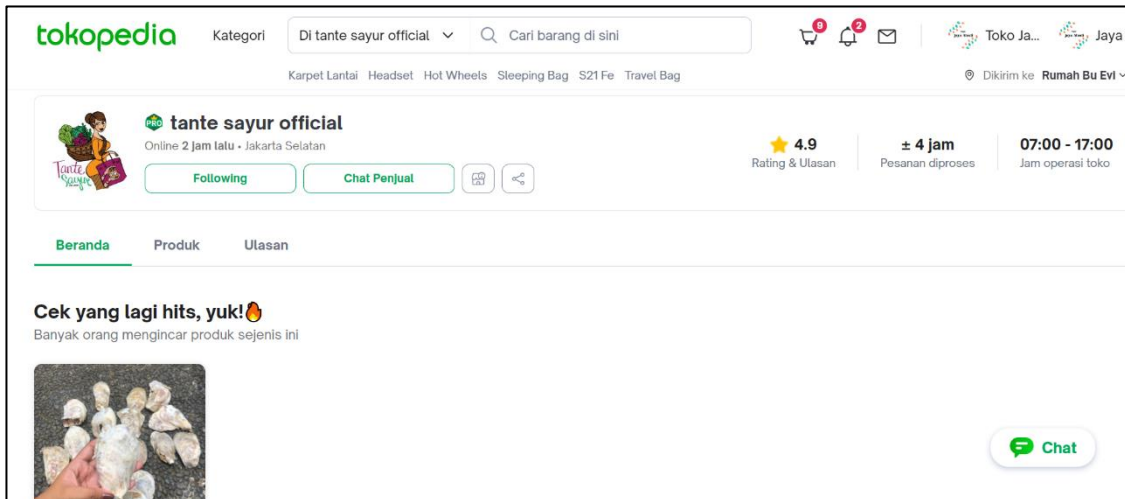 tokopedia Kategori Di tante sayur official Cari barang di sini 9 2 Toko Ja... Jaya
Karpet Lantai Headset Hot Wheels Sleeping Bag S21 Fe Travel Bag Dikirim ke Rumah Bu Evi
PRO tante sayur official
Online 2 jam lalu • Jakarta Selatan
Following Chat Penjual
4.9 ± 4 jam 07:00 - 17:00
Rating & Ulasan Pesanan diproses Jam operasi toko
Tante
Sayur
Beranda Produk Ulasan
Cek yang lagi hits, yuk!🔥
Banyak orang mengincar produk sejenis ini
Chat